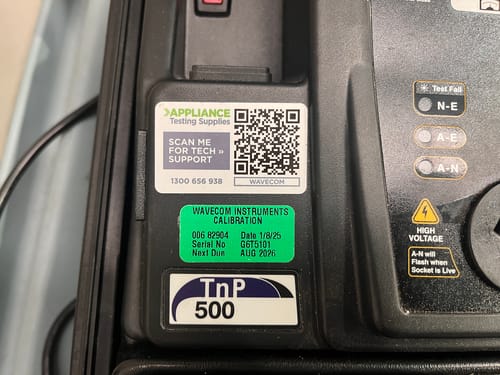 >APPLIANCE
Testing Supplies
SCAN ME
FOR TECH »
SUPPORT
1300 656 938
WAVECOM
WAVECOM INSTRUMENTS
CALIBRATION
006 82904 Date 1/8/25
Serial No G6T5101
Next Due AUG 2026
TnP
500
Test Fail
N-E
A-E
A-N
HIGH
VOLTAGE
A-N will
Flash when
Socket is Live